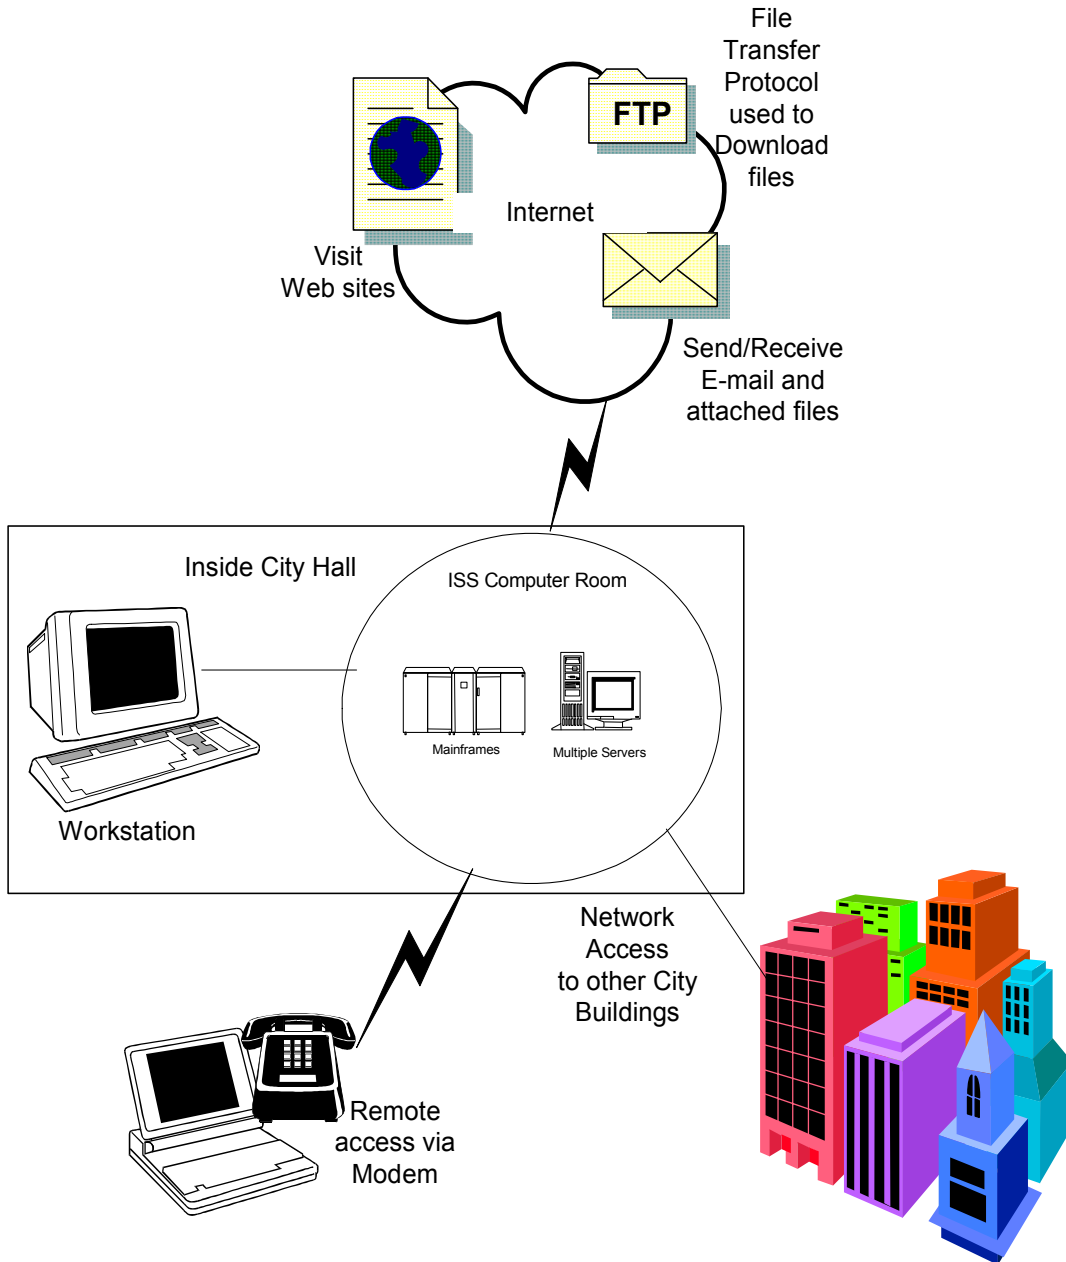 File
Transfer
Protocol
used to
Download
files
FTP
Internet
Visit
Web sites
Send/Receive
E-mail and
attached files
Inside City Hall
ISS Computer Room
Mainframes
Multiple Servers
Workstation
Network
Access
to other City
Buildings
Remote
access via
Modem